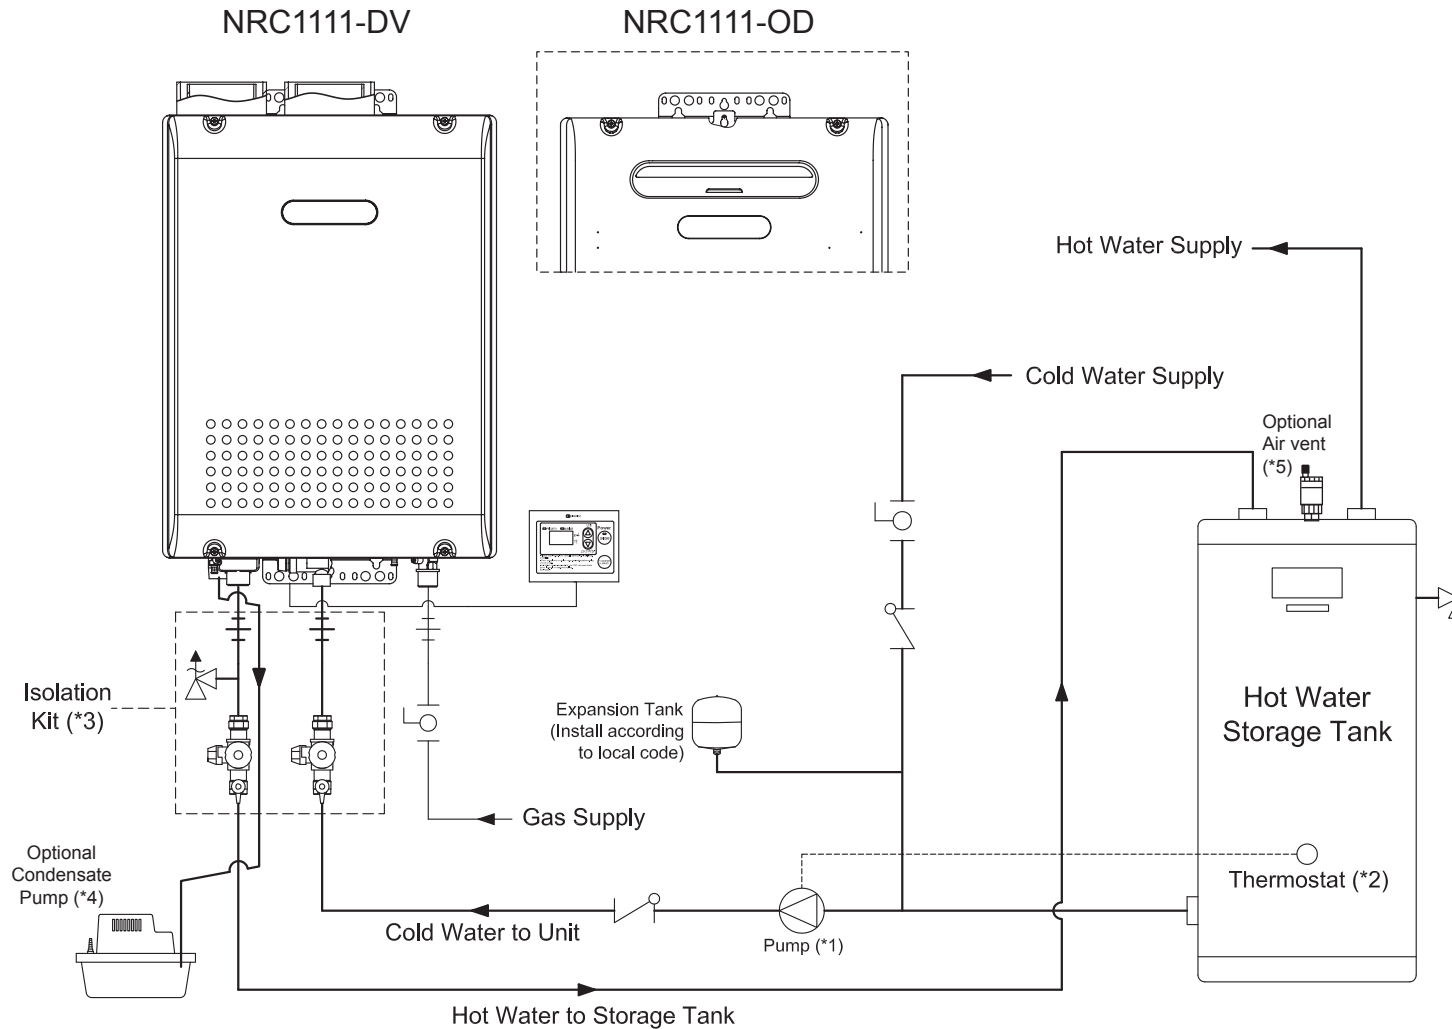 NRC1111-DV
NRC1111-OD
Hot Water Supply
Cold Water Supply
Optional
Air vent
(*5)
Power
Isolation
Kit (*3)
Expansion Tank
(Install according
to local code)
Hot Water
Storage Tank
Gas Supply
Optional
Condensate
Pump (*4)
Thermostat (*2)
Cold Water to Unit
Pump (*1)
Hot Water to Storage Tank